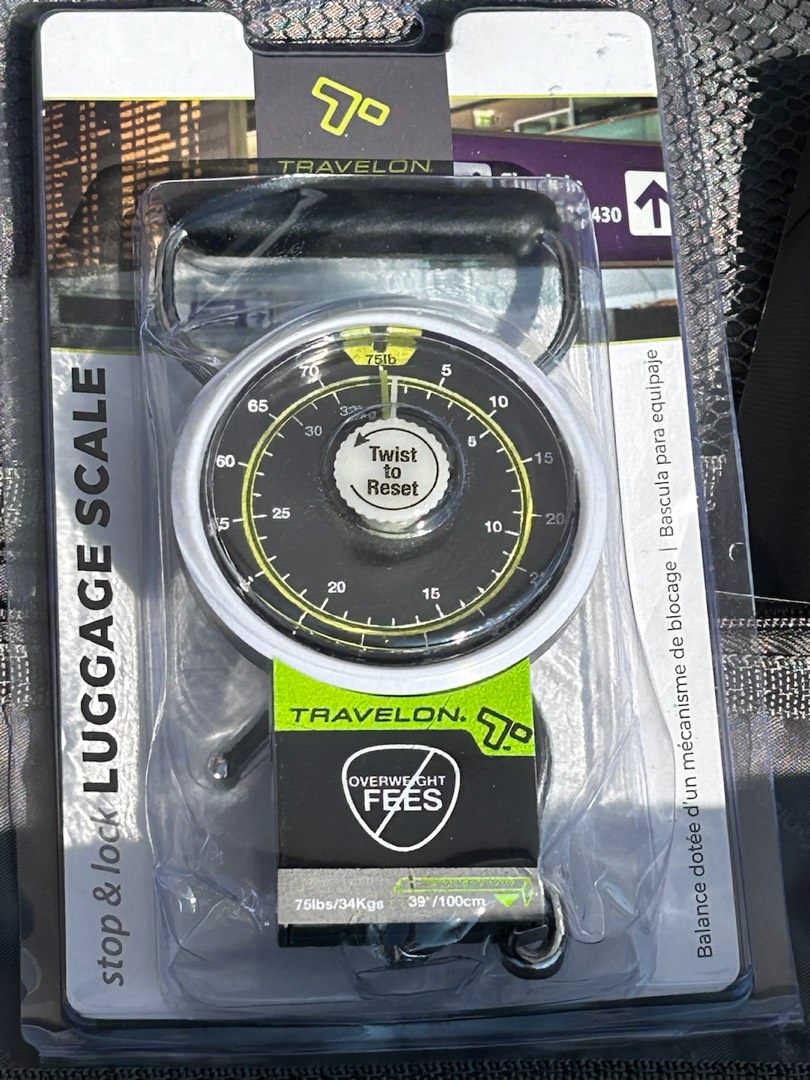 TRAVELON
430
75lb
70
5
65
10
30
5
60
15
Twist
to
Reset
25
10
20
20
15
stop & lock LUGGAGE SCALE
Balance dotée d'un mécanisme de blocage | Bascula para equipaje
TRAVELON
OVERWEIGHT
FEES
75lbs/34Kgs
39"/100cm